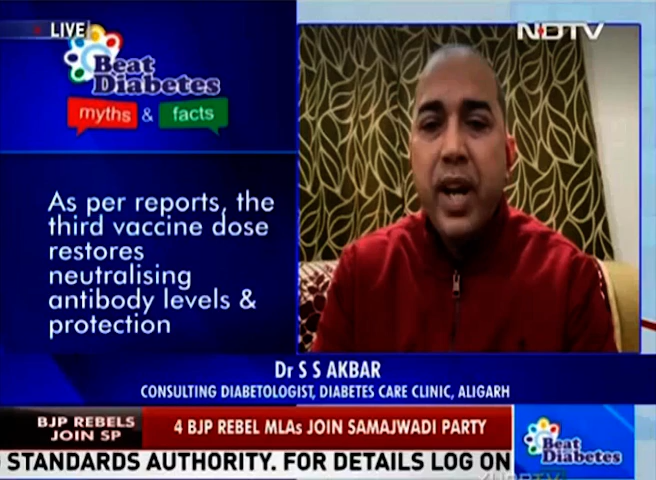 LIVE
NDTV
Beat
Diabetes
myths & facts
As per reports, the
third vaccine dose
restores
neutralising
antibody levels &
protection
Dr S S AKBAR
CONSULTING DIABETOLOGIST, DIABETES CARE CLINIC, ALIGARH
BJP REBELS
JOIN SP
4 BJP REBEL MLAs JOIN SAMAJWADI PARTY
Beat
Diabetes
STANDARDS AUTHORITY. FOR DETAILS LOG ON